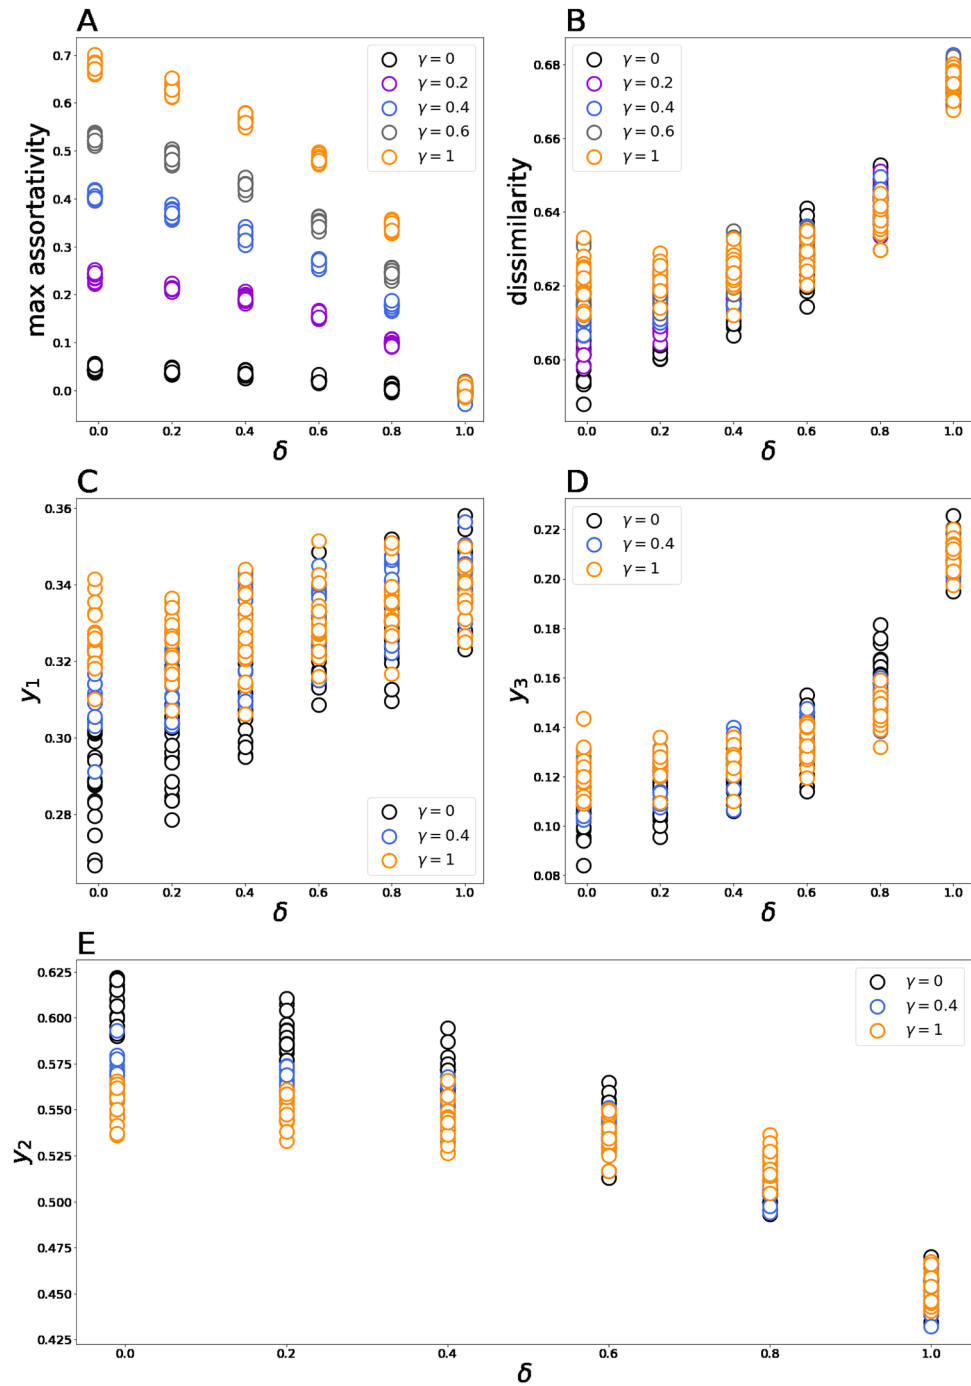 A
max assortativity
0.7
0.6
0.5
0.4
0.3
0.2
0.1
0.0
γ = 0
γ = 0.2
γ = 0.4
γ = 0.6
γ = 1
0.0 0.2 0.4 0.6 0.8 1.0
δ
B
dissimilarity
0.68
0.66
0.64
0.62
0.60
γ = 0
γ = 0.2
γ = 0.4
γ = 0.6
γ = 1
0.0 0.2 0.4 0.6 0.8 1.0
δ
C
y1
0.36
0.34
0.32
0.30
0.28
γ = 0
γ = 0.4
γ = 1
0.0 0.2 0.4 0.6 0.8 1.0
δ
D
y3
0.22
0.20
0.18
0.16
0.14
0.12
0.10
0.08
γ = 0
γ = 0.4
γ = 1
0.0 0.2 0.4 0.6 0.8 1.0
δ
E
y2
0.625
0.600
0.575
0.550
0.525
0.500
0.475
0.450
0.425
γ = 0
γ = 0.4
γ = 1
0.0 0.2 0.4 0.6 0.8 1.0
δ